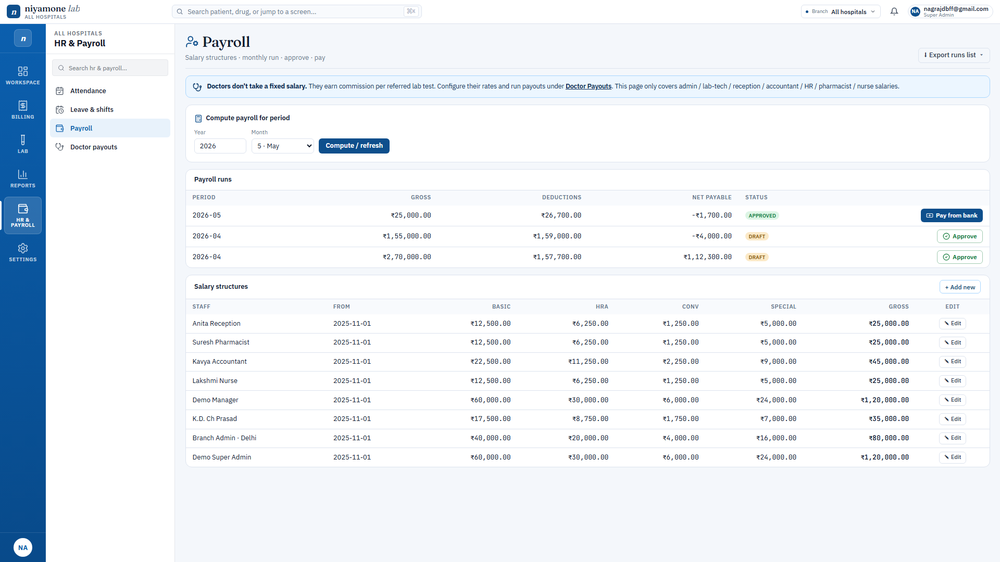 n niyamone lab
ALL HOSPITALS
Search patient, drug, or jump to a screen... ⌘K
Branch All hospitals
NA nagrajdbff@gmail.com
Super Admin
n
WORKSPACE
BILLING
LAB
REPORTS
HR &
PAYROLL
SETTINGS
NA
ALL HOSPITALS
HR & Payroll
Search hr & payroll...
Attendance
Leave & shifts
Payroll
Doctor payouts
Payroll
Salary structures · monthly run · approve · pay
⬇ Export runs list
Doctors don't take a fixed salary. They earn commission per referred lab test. Configure their rates and run payouts under Doctor Payouts. This page only covers admin / lab-tech / reception / accountant / HR / pharmacist / nurse salaries.
Compute payroll for period
Year Month
2026 5 · May Compute / refresh
Payroll runs
PERIOD GROSS DEDUCTIONS NET PAYABLE STATUS
2026-05 ₹25,000.00 ₹26,700.00 -₹1,700.00 APPROVED Pay from bank
2026-04 ₹1,55,000.00 ₹1,59,000.00 -₹4,000.00 DRAFT Approve
2026-04 ₹2,70,000.00 ₹1,57,700.00 ₹1,12,300.00 DRAFT Approve
Salary structures + Add new
STAFF FROM BASIC HRA CONV SPECIAL GROSS EDIT
Anita Reception 2025-11-01 ₹12,500.00 ₹6,250.00 ₹1,250.00 ₹5,000.00 ₹25,000.00 Edit
Suresh Pharmacist 2025-11-01 ₹12,500.00 ₹6,250.00 ₹1,250.00 ₹5,000.00 ₹25,000.00 Edit
Kavya Accountant 2025-11-01 ₹22,500.00 ₹11,250.00 ₹2,250.00 ₹9,000.00 ₹45,000.00 Edit
Lakshmi Nurse 2025-11-01 ₹12,500.00 ₹6,250.00 ₹1,250.00 ₹5,000.00 ₹25,000.00 Edit
Demo Manager 2025-11-01 ₹60,000.00 ₹30,000.00 ₹6,000.00 ₹24,000.00 ₹1,20,000.00 Edit
K.D. Ch Prasad 2025-11-01 ₹17,500.00 ₹8,750.00 ₹1,750.00 ₹7,000.00 ₹35,000.00 Edit
Branch Admin · Delhi 2025-11-01 ₹40,000.00 ₹20,000.00 ₹4,000.00 ₹16,000.00 ₹80,000.00 Edit
Demo Super Admin 2025-11-01 ₹60,000.00 ₹30,000.00 ₹6,000.00 ₹24,000.00 ₹1,20,000.00 Edit